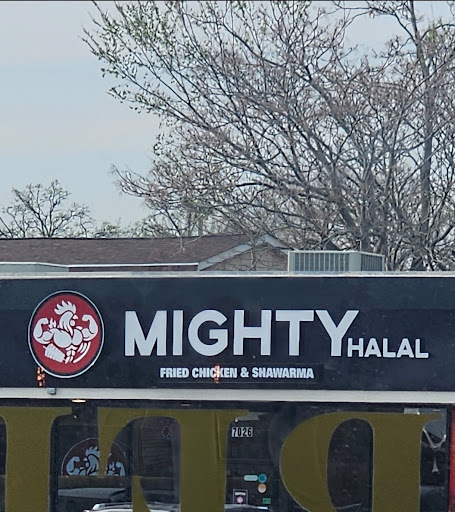 MIGHTY HALAL
FRIED CHICKEN & SHAWARMA
7026